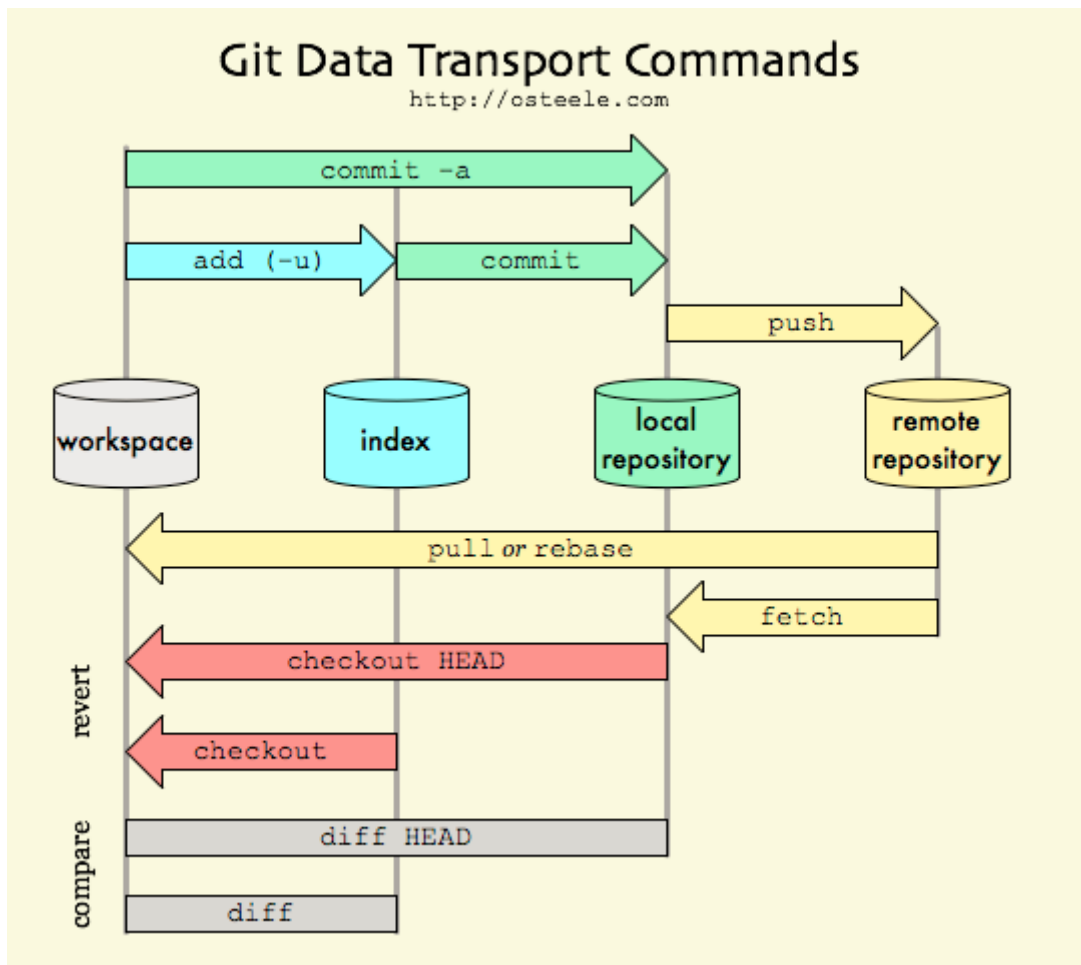 Git Data Transport Commands
http://osteele.com
commit -a
add (-u)
commit
push
workspace
index
local
repository
remote
repository
pull or rebase
fetch
revert
checkout HEAD
checkout
compare
diff HEAD
diff